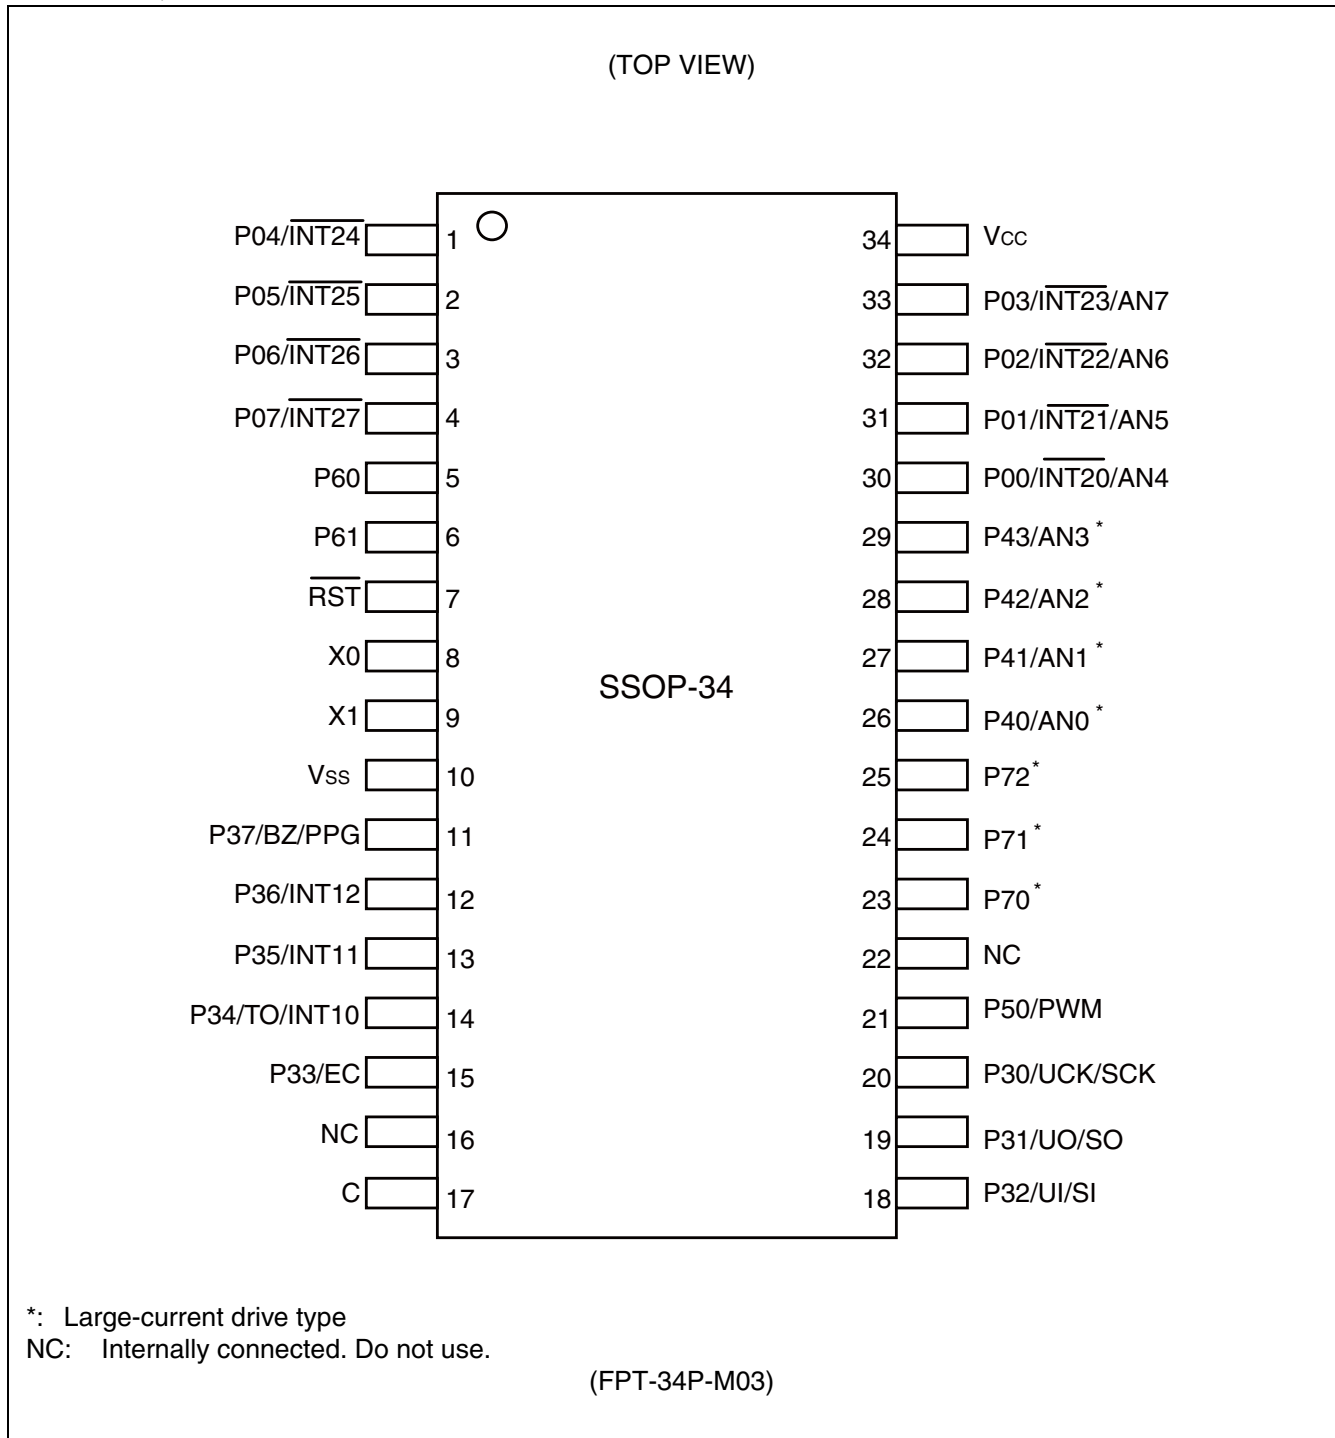 (TOP VIEW)
P04/INT24 1 34 Vcc
P05/INT25 2 33 P03/INT23/AN7
P06/INT26 3 32 P02/INT22/AN6
P07/INT27 4 31 P01/INT21/AN5
P60 5 30 P00/INT20/AN4
P61 6 29 P43/AN3 *
RST 7 28 P42/AN2 *
X0 8 27 P41/AN1 *
SSOP-34
X1 9 26 P40/AN0 *
Vss 10 25 P72 *
P37/BZ/PPG 11 24 P71 *
P36/INT12 12 23 P70 *
P35/INT11 13 22 NC
P34/TO/INT10 14 21 P50/PWM
P33/EC 15 20 P30/UCK/SCK
NC 16 19 P31/UO/SO
C 17 18 P32/UI/SI
*: Large-current drive type
NC: Internally connected. Do not use.
(FPT-34P-M03)